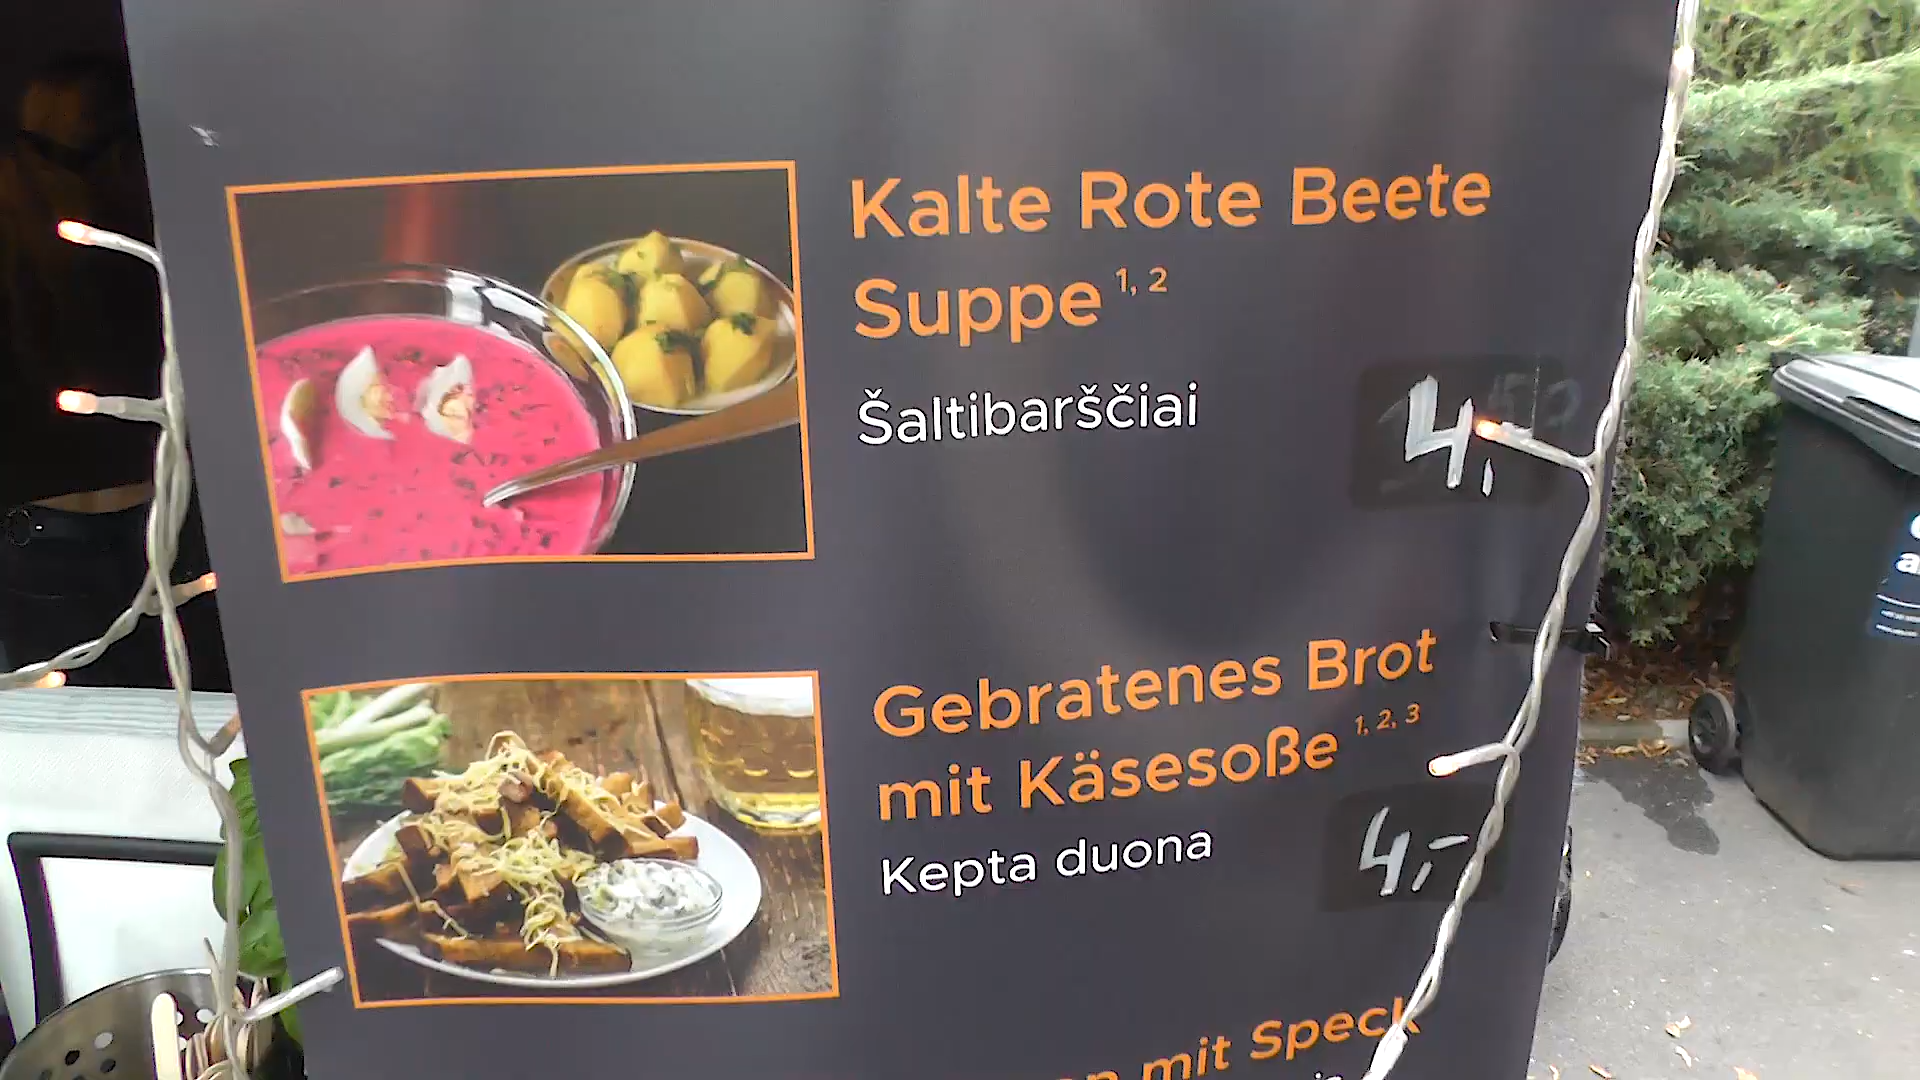 Kalte Rote Beete
Suppe 1, 2
Šaltibarščiai
4,
Gebratenes Brot
mit Käsesoße 1, 2, 3
Kepta duona
4,-
mit Speck